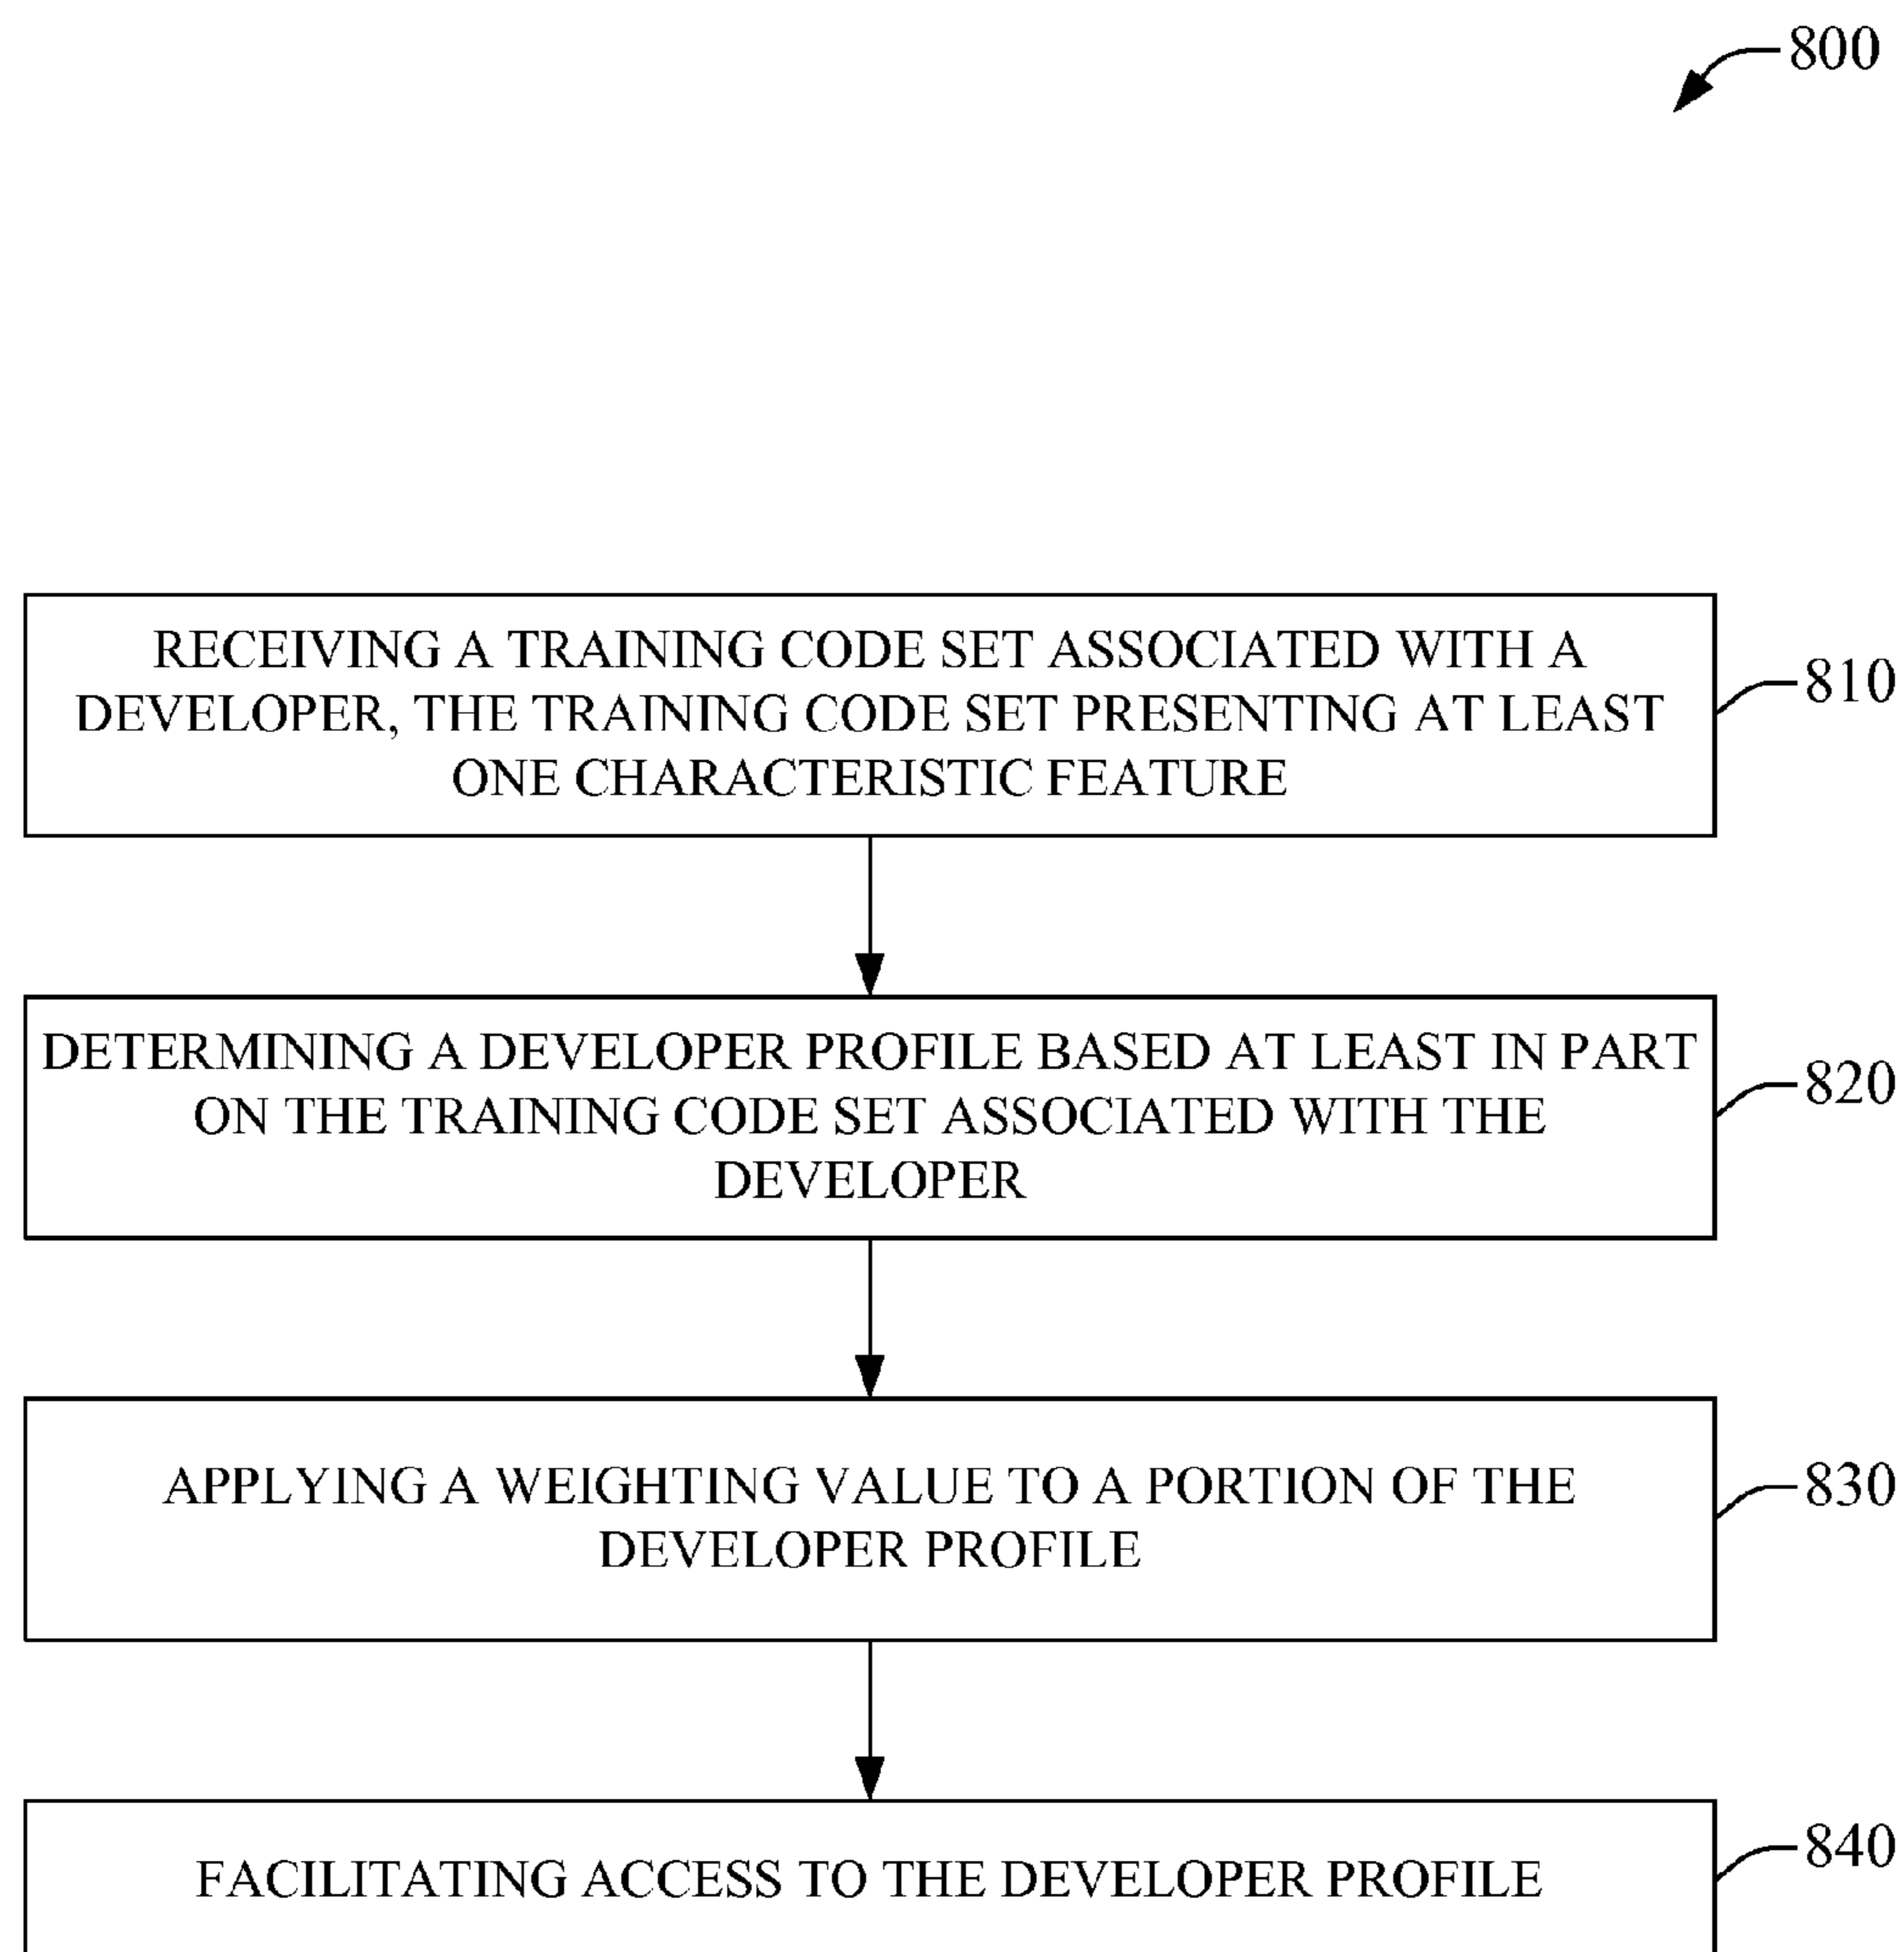 800
RECEIVING A TRAINING CODE SET ASSOCIATED WITH A
DEVELOPER, THE TRAINING CODE SET PRESENTING AT LEAST
ONE CHARACTERISTIC FEATURE
810
DETERMINING A DEVELOPER PROFILE BASED AT LEAST IN PART
ON THE TRAINING CODE SET ASSOCIATED WITH THE
DEVELOPER
820
APPLYING A WEIGHTING VALUE TO A PORTION OF THE
DEVELOPER PROFILE
830
FACILITATING ACCESS TO THE DEVELOPER PROFILE
840